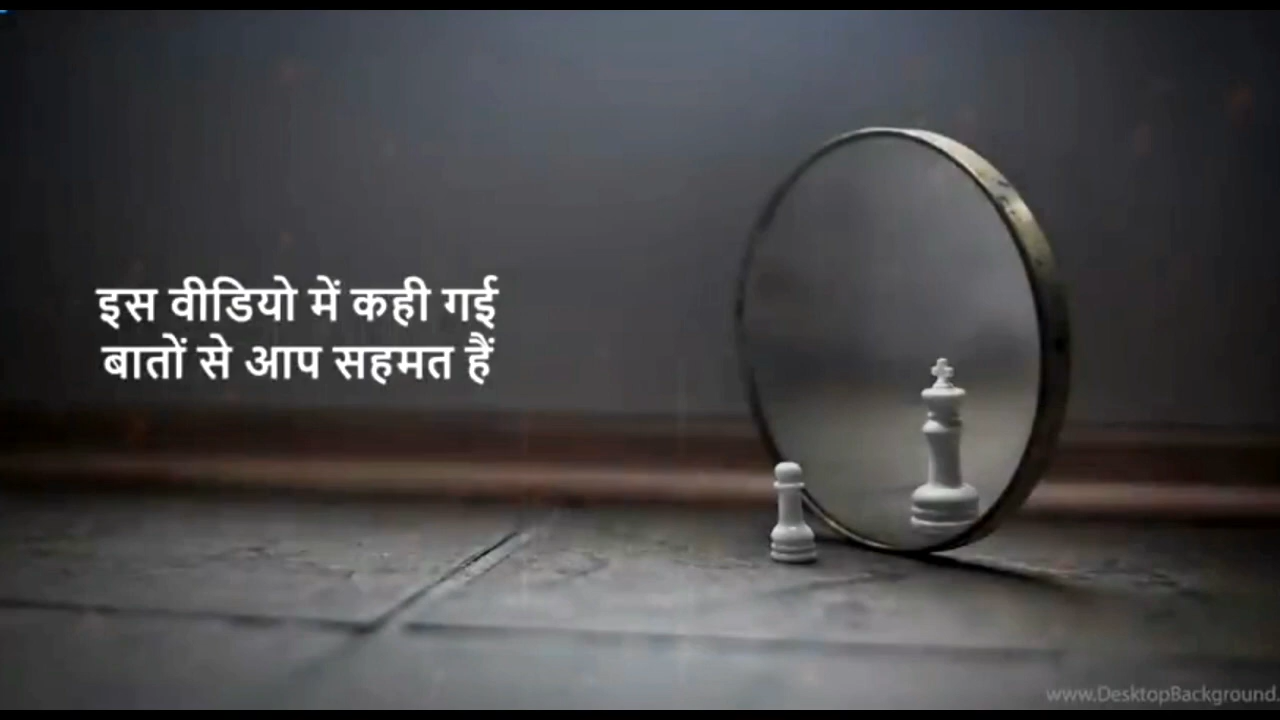 इस वीडियो में कही गई
बातों से आप सहमत हैं
www.DesktopBackground.